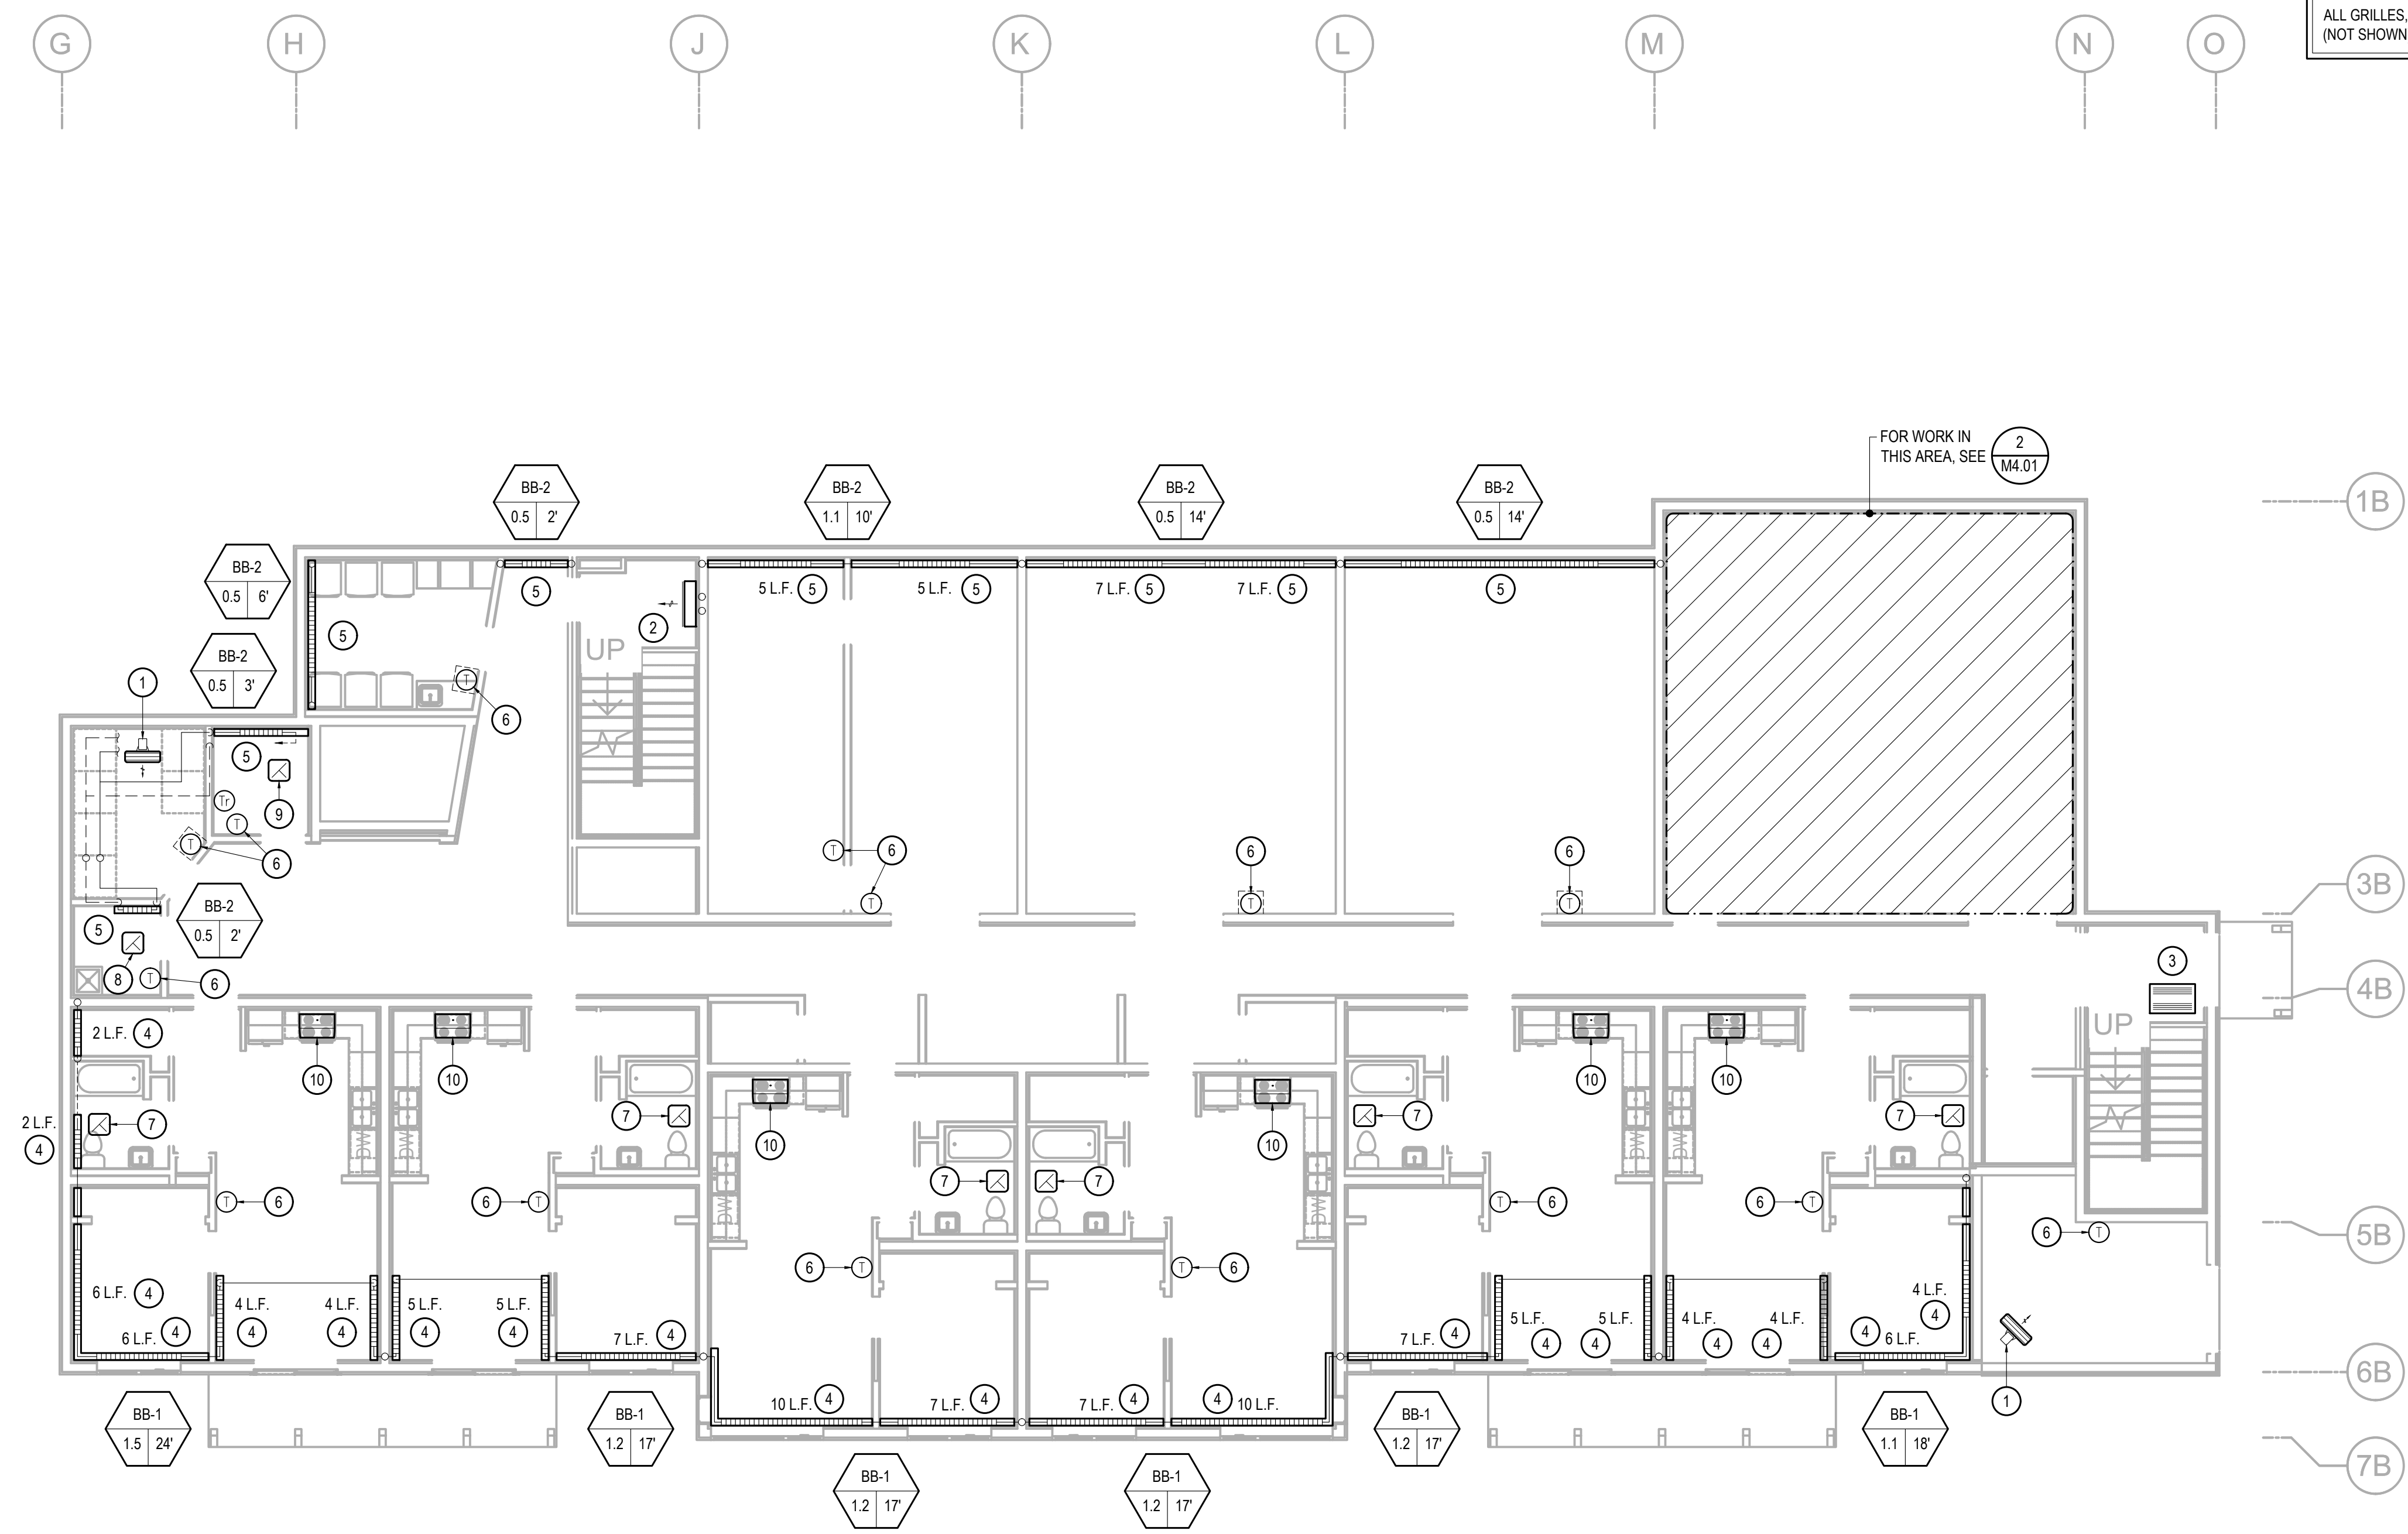 ALL GRILLES,
(NOT SHOWN
G H J K L M N O
FOR WORK IN
THIS AREA, SEE
2
M4.01
1B
BB-2
0.5 2'
BB-2
1.1 10'
BB-2
0.5 14'
BB-2
0.5 14'
BB-2
0.5 6'
5
5 L.F. 5
5 L.F. 5
7 L.F. 5
7 L.F. 5
5
5
2
UP
BB-2
0.5 3'
1
T
6
5
9
Tr
T
T
6
T
6
T
6
T
6
T
3B
BB-2
0.5 2'
5
8
T
6
3
4B
UP
2 L.F. 4
10
10
10
10
10
10
2 L.F.
4
7
7
7
7
7
7
T 6
6 T
6 T
T 6
T 6
6 T
6 T
5B
6 L.F. 4
6 L.F. 4
4 L.F.
4
4 L.F.
4
5 L.F.
4
5 L.F.
4
7 L.F. 4
10 L.F. 4
7 L.F. 4
7 L.F. 4
4 10 L.F.
7 L.F. 4
5 L.F.
4
5 L.F.
4
4 L.F.
4
4 L.F.
4
4 L.F.
4
4 6 L.F.
1
6B
BB-1
1.5 24'
BB-1
1.2 17'
BB-1
1.2 17'
BB-1
1.2 17'
BB-1
1.2 17'
BB-1
1.1 18'
7B